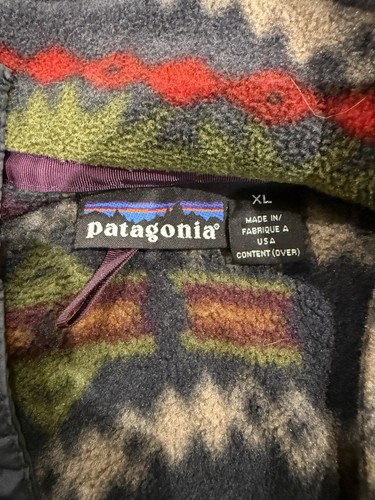 patagonia®
XL
MADE IN/
FABRIQUE A
USA
CONTENT (OVER)